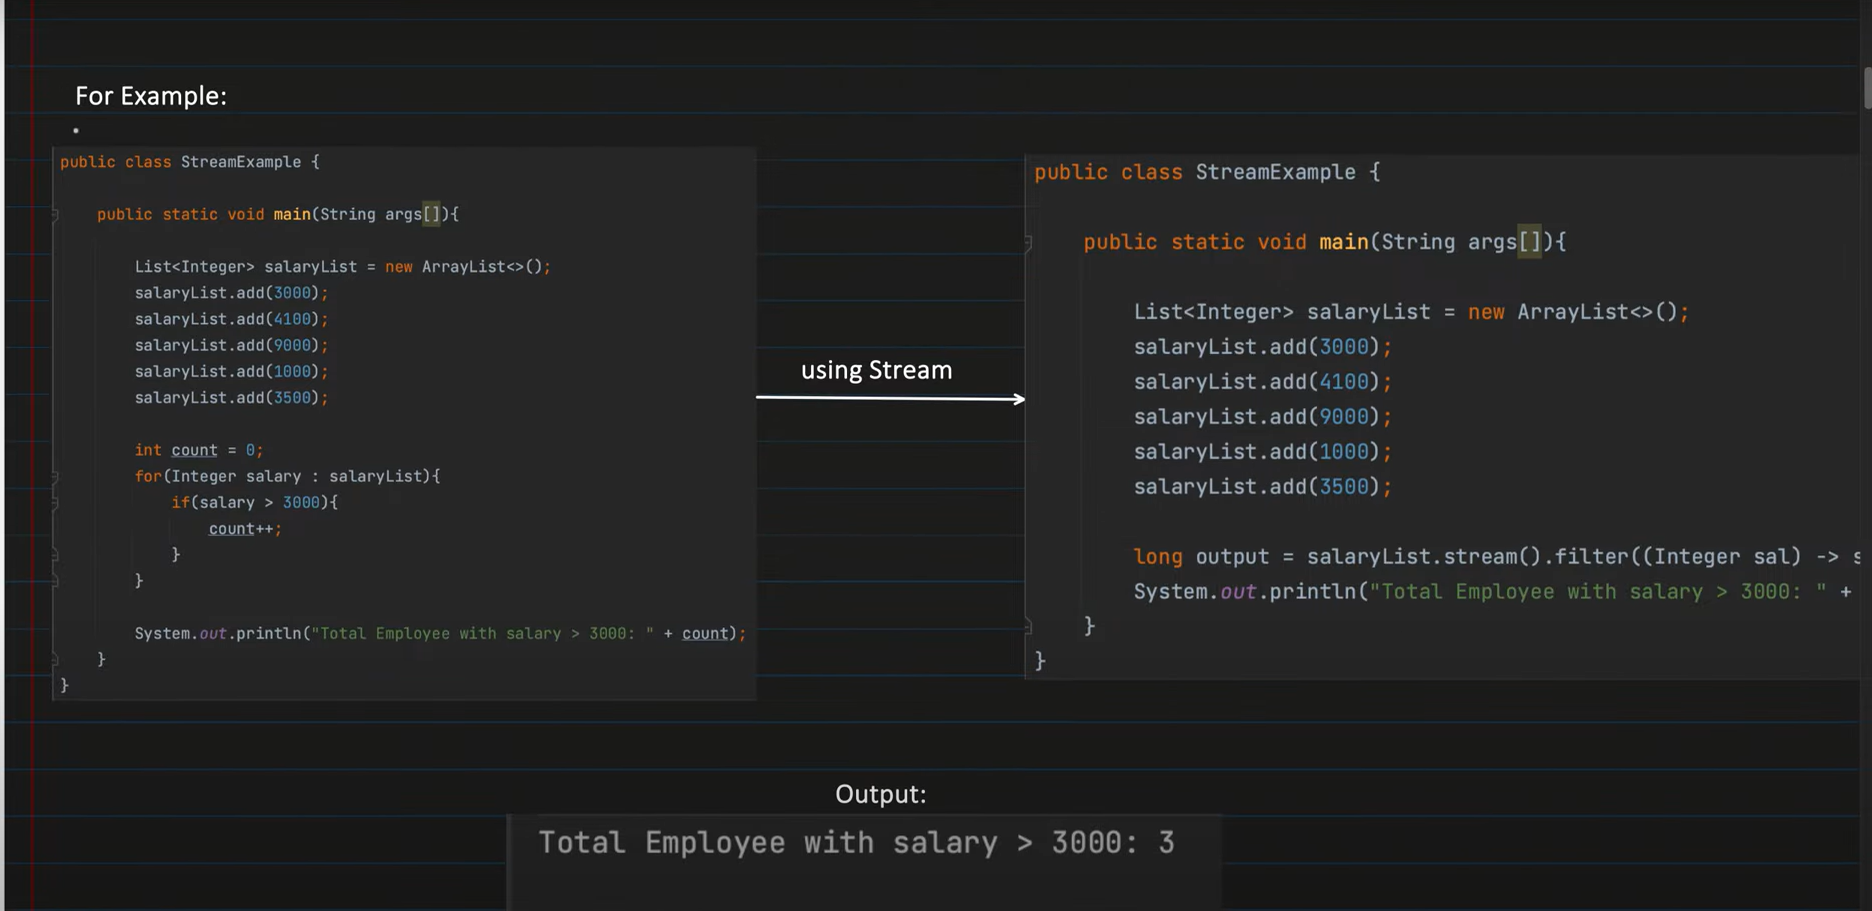 For Example:
public class StreamExample {
public static void main(String args[]){
List<Integer> salaryList = new ArrayList<>();
salaryList.add(3000);
salaryList.add(4100);
salaryList.add(9000);
salaryList.add(1000);
salaryList.add(3500);
int count = 0;
for(Integer salary : salaryList){
if(salary > 3000){
count++;
}
}
System.out.println("Total Employee with salary > 3000: " + count);
}
}
using Stream
public class StreamExample {
public static void main(String args[]){
List<Integer> salaryList = new ArrayList<>();
salaryList.add(3000);
salaryList.add(4100);
salaryList.add(9000);
salaryList.add(1000);
salaryList.add(3500);
long output = salaryList.stream().filter((Integer sal) ->
System.out.println("Total Employee with salary > 3000: " +
}
}
Output:
Total Employee with salary > 3000: 3